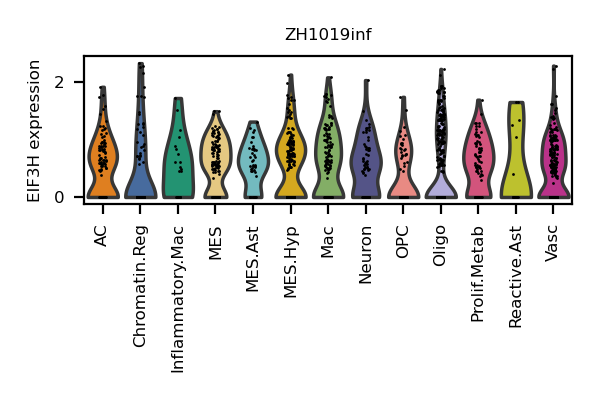 ZH1019inf
EIF3H expression
2
0
AC
Chromatin.Reg
Inflammatory.Mac
MES
MES.Ast
MES.Hyp
Mac
Neuron
OPC
Oligo
Prolif.Metab
Reactive.Ast
Vasc